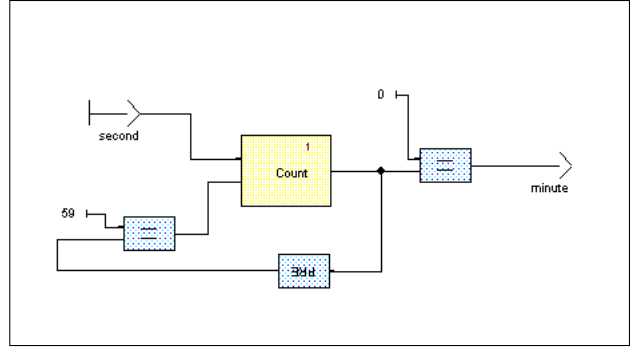 0
second
1
Count
=
minute
59
=
PRE